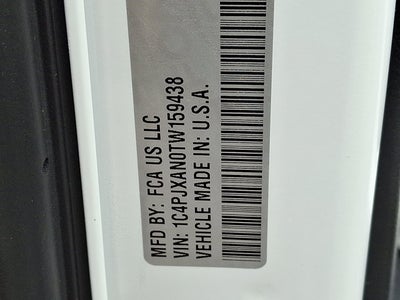 MFD BY: FCA US LLC
VIN: 1C4PJXAN0TW159438
VEHICLE MADE IN: U.S.A.